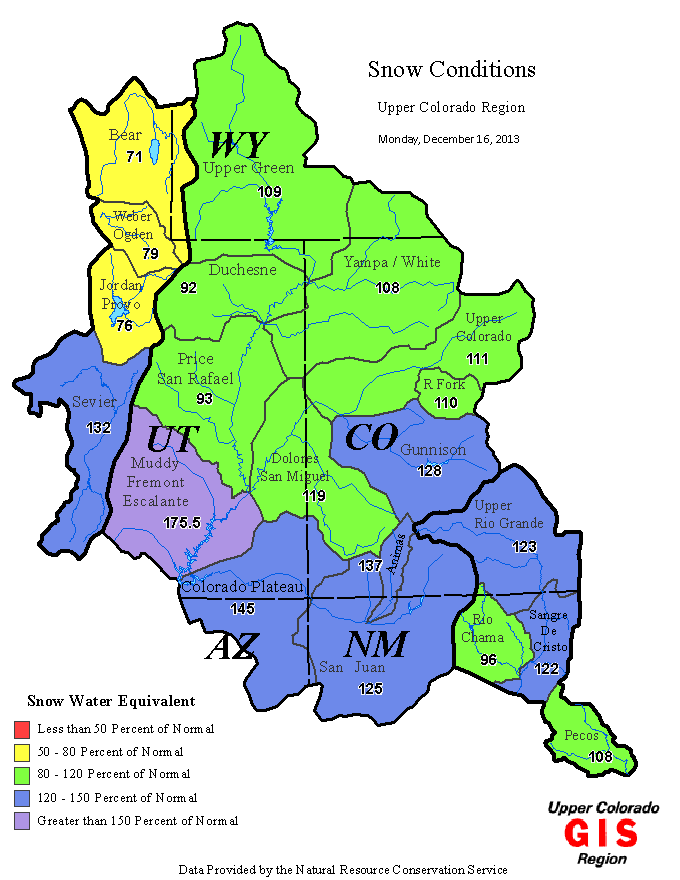 Snow Conditions
Upper Colorado Region
Monday, December 16, 2013
Bear
71
WY
Upper Green
109
Weber
Ogden
79
Duchesne
92
Yampa / White
108
Jordan
Provo
76
Upper
Colorado
111
Price
San Rafael
93
R Fork
110
Sevier
132
UT
CO
Muddy
Fremont
Escalante
175.5
Dolores
San Miguel
119
Gunnison
128
Upper
Rio Grande
123
Animas
137
Colorado Plateau
145
AZ
NM
San Juan
125
Rio
Chama
96
Sangre
De
Cristo
122
Pecos
108
Snow Water Equivalent
Less than 50 Percent of Normal
50 - 80 Percent of Normal
80 - 120 Percent of Normal
120 - 150 Percent of Normal
Greater than 150 Percent of Normal
Upper Colorado
GIS
Region
Data Provided by the Natural Resource Conservation Service